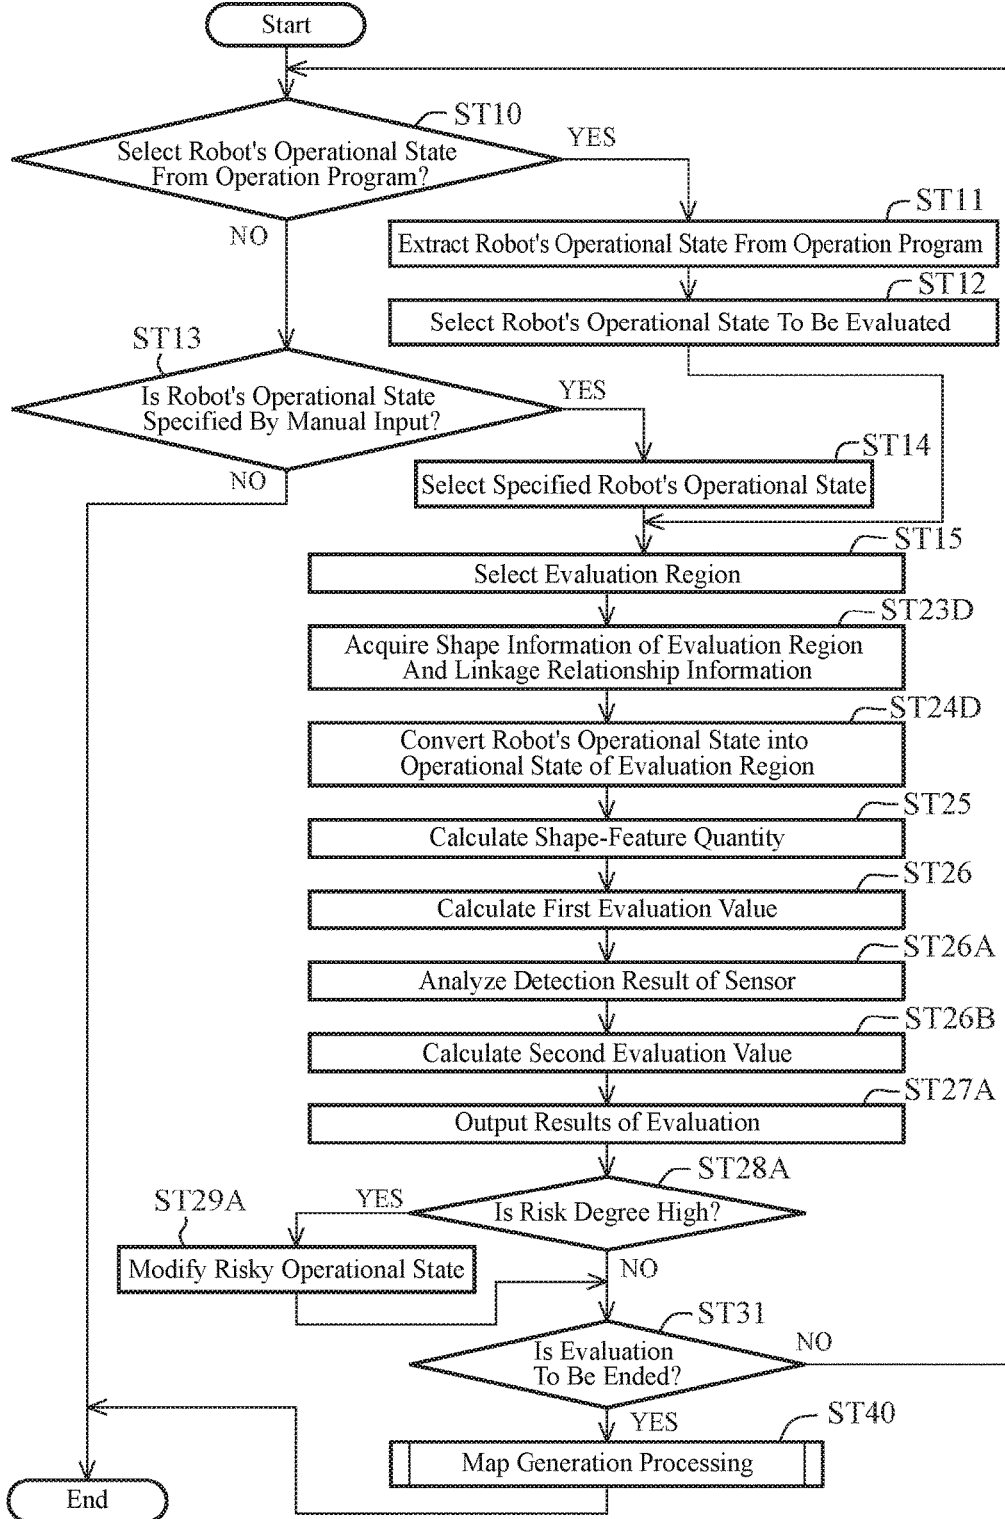 Start
ST10
Select Robot's Operational State
From Operation Program?
YES
NO
ST11
Extract Robot's Operational State From Operation Program
ST12
Select Robot's Operational State To Be Evaluated
ST13
Is Robot's Operational State
Specified By Manual Input?
YES
NO
ST14
Select Specified Robot's Operational State
ST15
Select Evaluation Region
ST23D
Acquire Shape Information of Evaluation Region
And Linkage Relationship Information
ST24D
Convert Robot's Operational State into
Operational State of Evaluation Region
ST25
Calculate Shape-Feature Quantity
ST26
Calculate First Evaluation Value
ST26A
Analyze Detection Result of Sensor
ST26B
Calculate Second Evaluation Value
ST27A
Output Results of Evaluation
ST28A
Is Risk Degree High?
YES
NO
ST29A
Modify Risky Operational State
ST31
Is Evaluation
To Be Ended?
NO
YES
ST40
Map Generation Processing
End